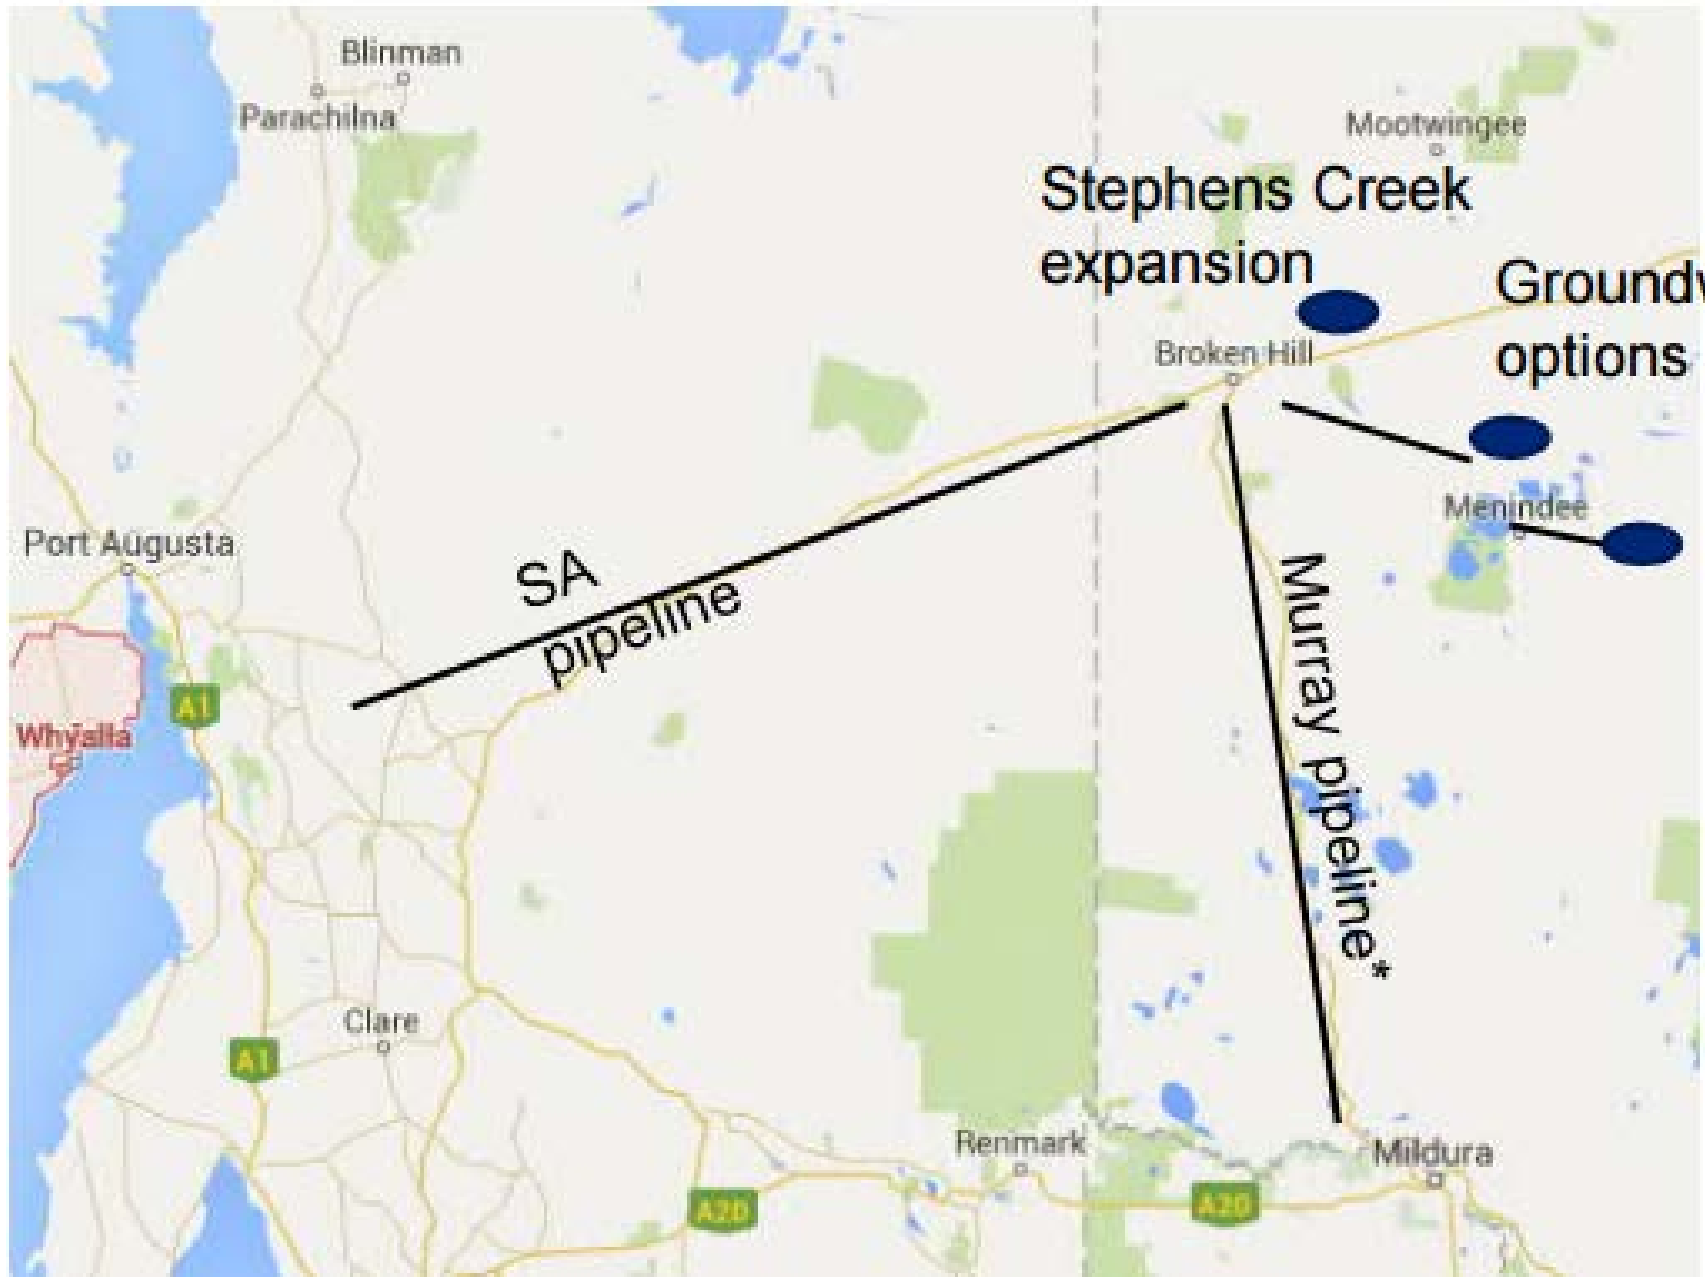 Blinman
Parachilna
Mootwingee
Stephens Creek
expansion
options
Broken Hill
Menindee
Port Augusta
SA
pipeline
Murray pipeline*
A1
Whyalla
Clare
A1
Renmark
Mildura
A20
A20